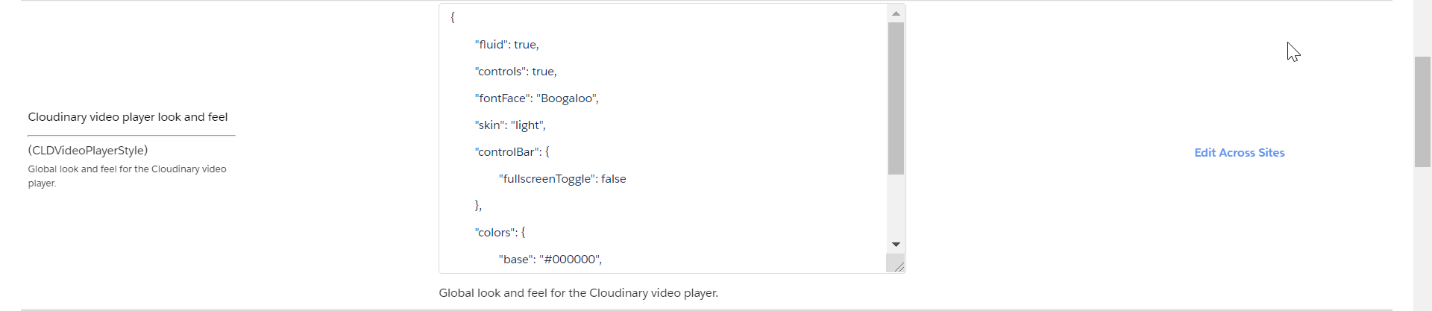 Cloudinary video player look and feel
(CLDVideoPlayerStyle)
Global look and feel for the Cloudinary video
player.
{
"fluid": true,
"controls": true,
"fontFace": "Boogaloo",
"skin": "light",
"controlBar": {
"fullscreenToggle": false
},
"colors": {
"base": "#000000",
Global look and feel for the Cloudinary video player.
Edit Across Sites